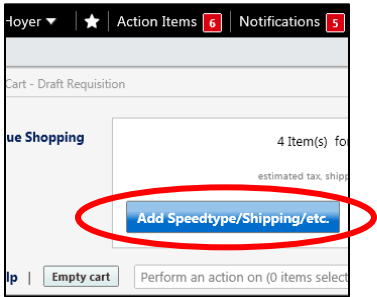 Hoyer ▼ | ★ | Action Items 6 | Notifications 5
Cart - Draft Requisition
ue Shopping
4 Item(s) fo
estimated tax, shipp
Add Speedtype/Shipping/etc.
lp | Empty cart Perform an action on (0 items select